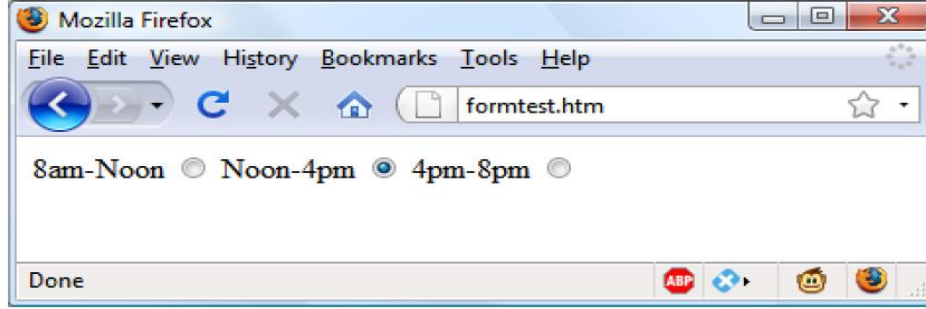 Mozilla Firefox
File Edit View History Bookmarks Tools Help
formtest.htm
8am-Noon Noon-4pm 4pm-8pm
Done ABP